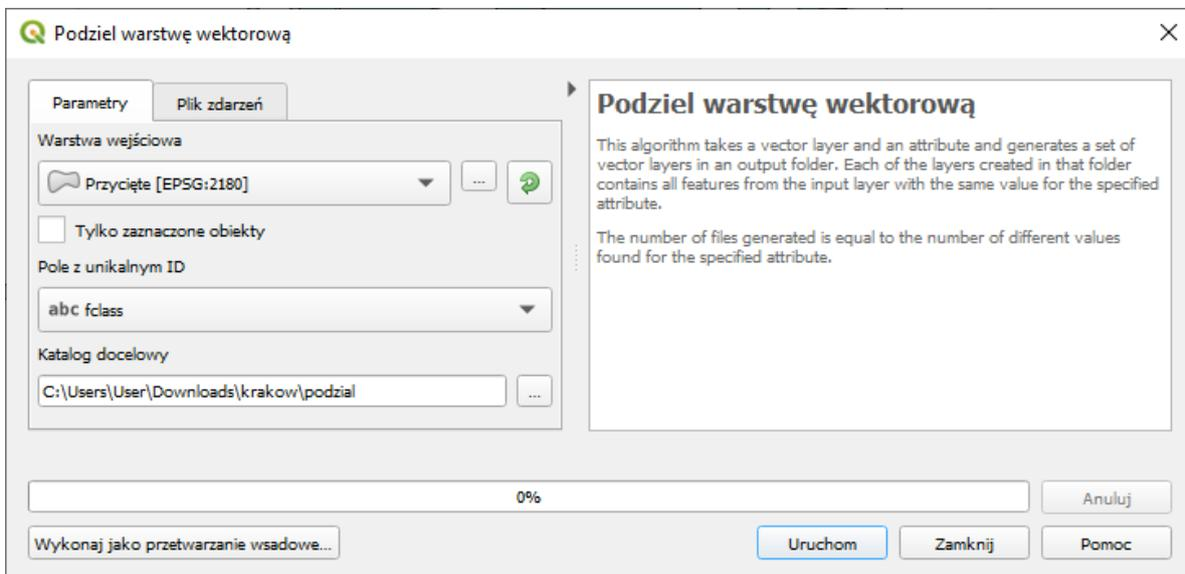 Podziel warstwę wektorową
Parametry
Plik zdarzeń
Warstwa wejściowa
Przycięte [EPSG:2180]
...
Tylko zaznaczone obiekty
Pole z unikalnym ID
abc fclass
Katalog docelowy
C:\Users\User\Downloads\krakow\podzial
...
Podziel warstwę wektorową
This algorithm takes a vector layer and an attribute and generates a set of
vector layers in an output folder. Each of the layers created in that folder
contains all features from the input layer with the same value for the specified
attribute.
The number of files generated is equal to the number of different values
found for the specified attribute.
0%
Anuluj
Wykonaj jako przetwarzanie wsadowe...
Uruchom
Zamknij
Pomoc